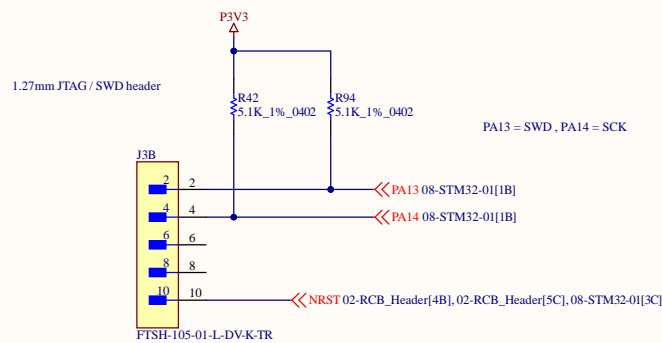 P3V3
1.27mm JTAG / SWD header
R42
5.1K_1%_0402
R94
5.1K_1%_0402
PA13 = SWD , PA14 = SCK
J3B
2 2 PA13 08-STM32-01[1B]
4 4 PA14 08-STM32-01[1B]
6 6
8 8
10 10 NRST 02-RCB_Header[4B], 02-RCB_Header[5C], 08-STM32-01[3C]
FTSH-105-01-L-DV-K-TR